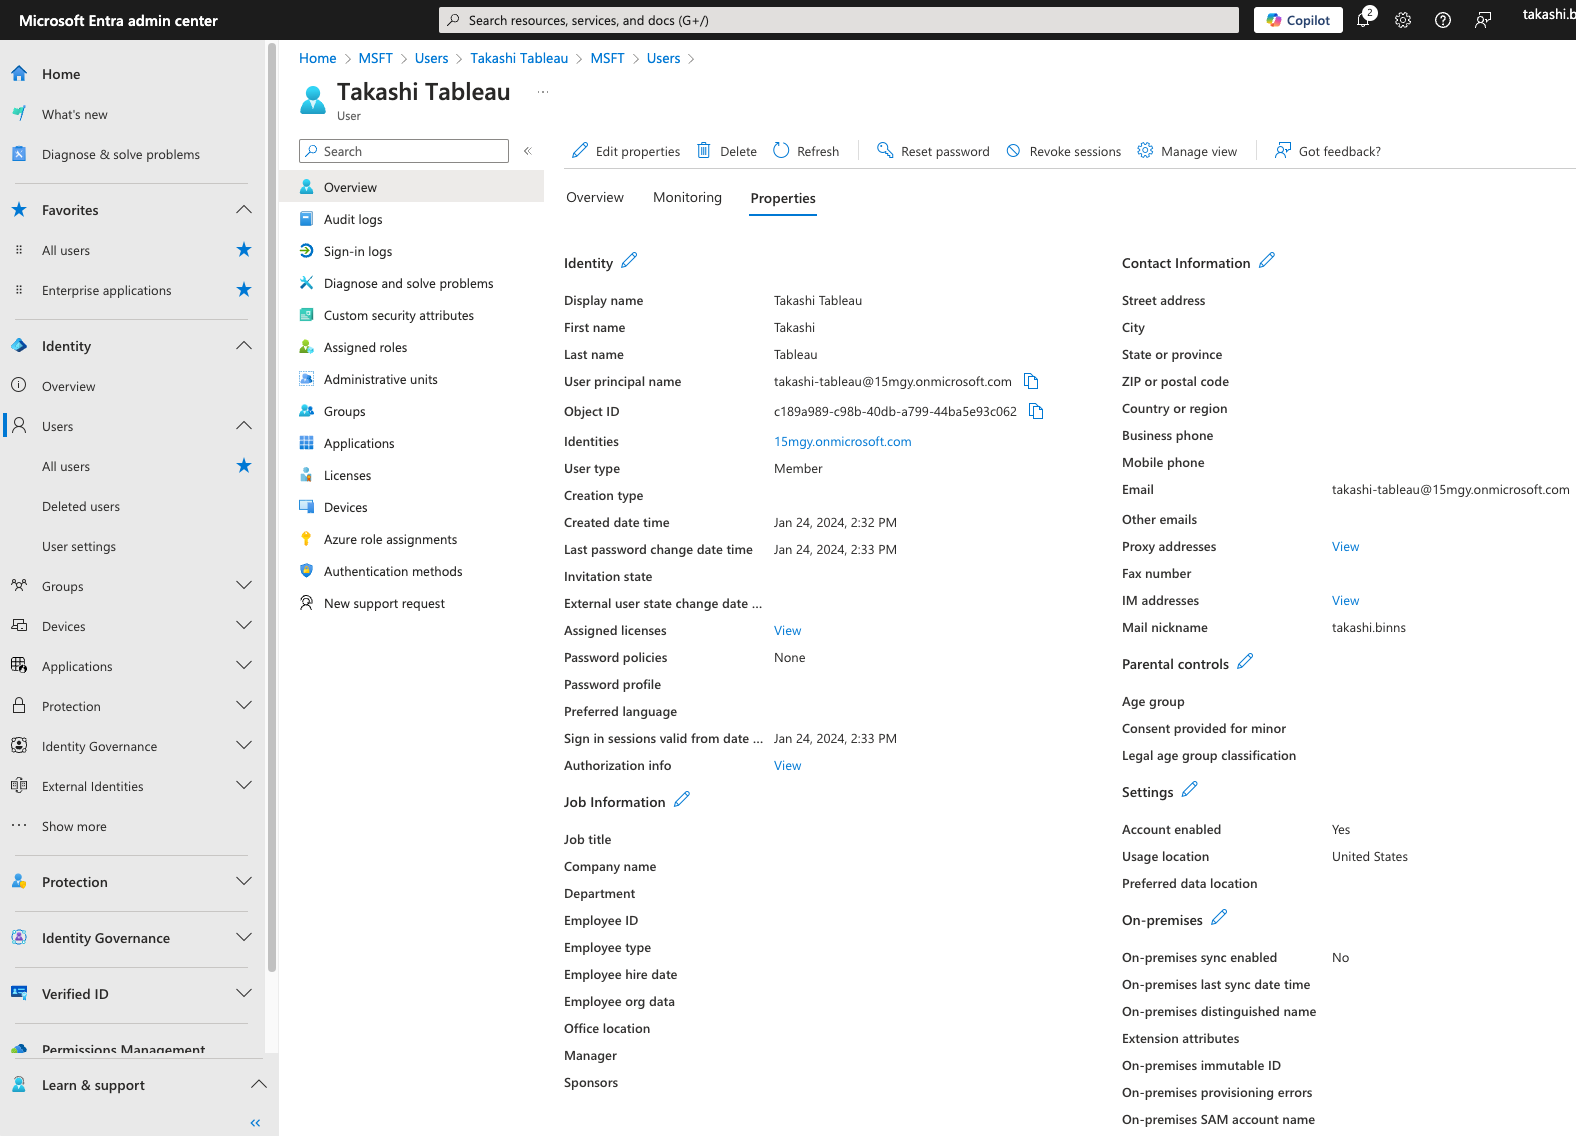 Microsoft Entra admin center
Search resources, services, and docs (G+/)
Copilot
2
takashi.b
Home
What's new
Diagnose & solve problems
Favorites
All users
Enterprise applications
Identity
Overview
Users
All users
Deleted users
User settings
Groups
Devices
Applications
Protection
Identity Governance
External Identities
Show more
Protection
Identity Governance
Verified ID
Permissions Management
Learn & support
Home > MSFT > Users > Takashi Tableau > MSFT > Users >
Takashi Tableau ...
User
Search
Overview
Audit logs
Sign-in logs
Diagnose and solve problems
Custom security attributes
Assigned roles
Administrative units
Groups
Applications
Licenses
Devices
Azure role assignments
Authentication methods
New support request
Edit properties Delete Refresh Reset password Revoke sessions Manage view Got feedback?
Overview Monitoring Properties
Identity
Display name Takashi Tableau
First name Takashi
Last name Tableau
User principal name takashi-tableau@15mgy.onmicrosoft.com
Object ID c189a989-c98b-40db-a799-44ba5e93c062
Identities 15mgy.onmicrosoft.com
User type Member
Creation type
Created date time Jan 24, 2024, 2:32 PM
Last password change date time Jan 24, 2024, 2:33 PM
Invitation state
External user state change date ...
Assigned licenses View
Password policies None
Password profile
Preferred language
Sign in sessions valid from date ... Jan 24, 2024, 2:33 PM
Authorization info View
Job Information
Job title
Company name
Department
Employee ID
Employee type
Employee hire date
Employee org data
Office location
Manager
Sponsors
Contact Information
Street address
City
State or province
ZIP or postal code
Country or region
Business phone
Mobile phone
Email takashi-tableau@15mgy.onmicrosoft.com
Other emails
Proxy addresses View
Fax number
IM addresses View
Mail nickname takashi.binns
Parental controls
Age group
Consent provided for minor
Legal age group classification
Settings
Account enabled Yes
Usage location United States
Preferred data location
On-premises
On-premises sync enabled No
On-premises last sync date time
On-premises distinguished name
Extension attributes
On-premises immutable ID
On-premises provisioning errors
On-premises SAM account name